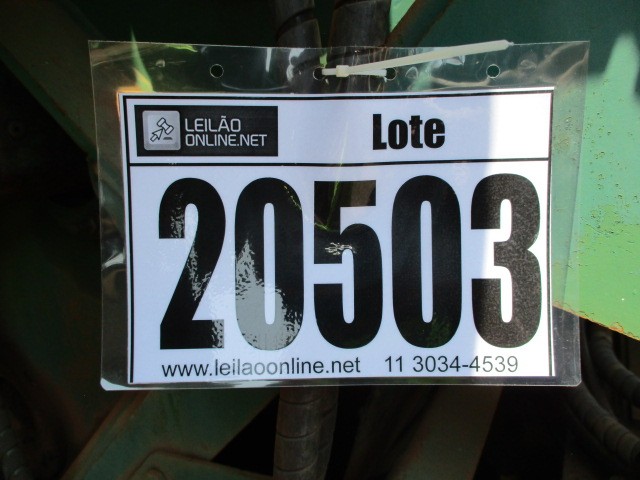 LEILÃO
ONLINE.NET
Lote
20503
www.leilaoonline.net 11 3034-4539